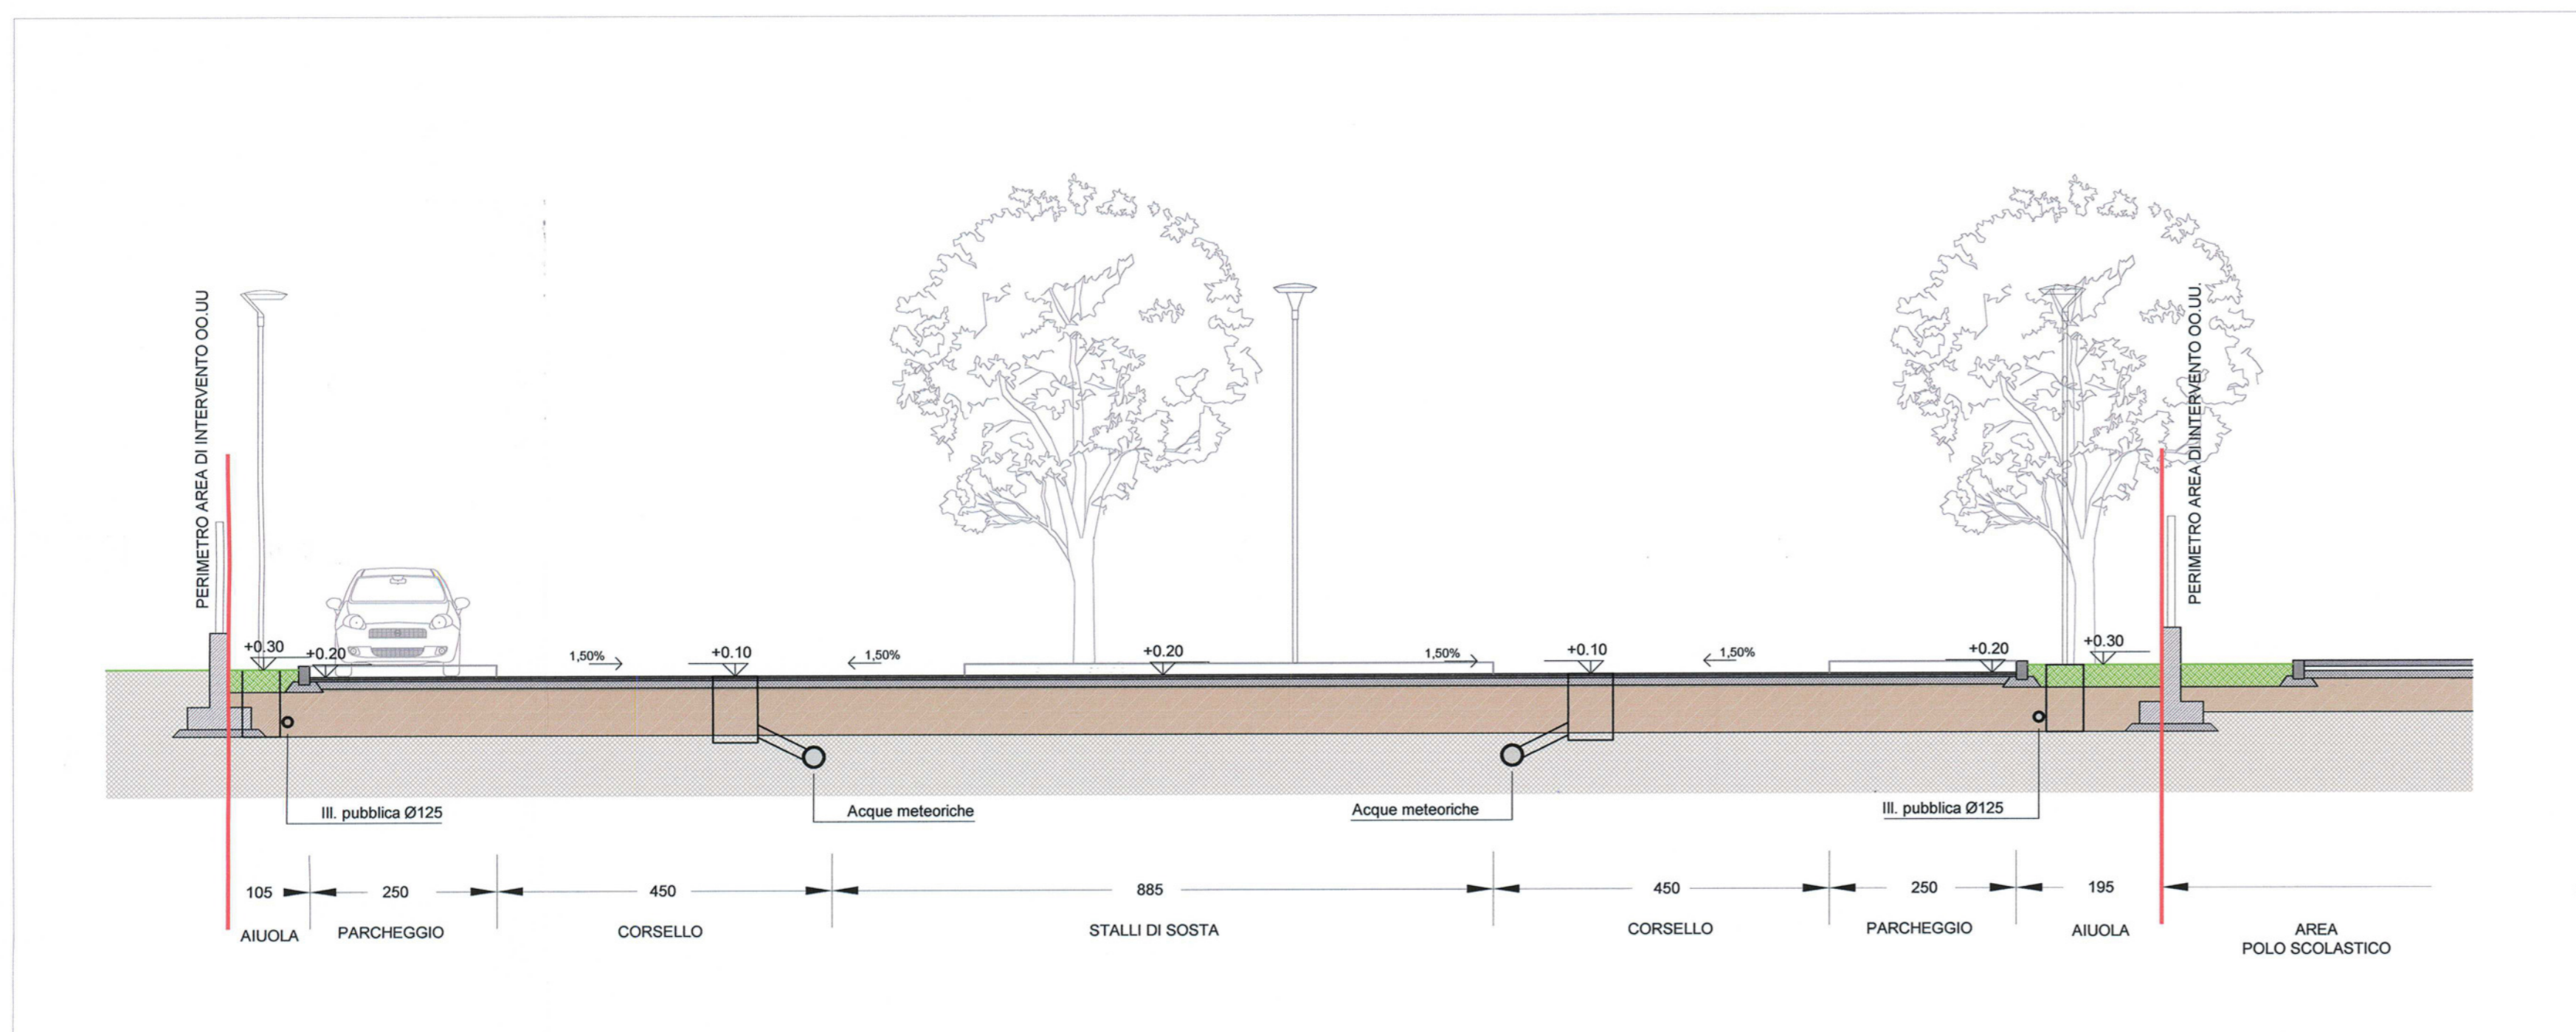 PERIMETRO AREA DI INTERVENTO OO.UU
PERIMETRO AREA DI INTERVENTO OO.UU.
+0.30
+0.20
1,50%
+0.10
1,50%
+0.20
1,50%
+0.10
1,50%
+0.20
+0.30
Ill. pubblica Ø125
Acque meteoriche
Acque meteoriche
Ill. pubblica Ø125
105
250
450
885
450
250
195
AIUOLA
PARCHEGGIO
CORSELLO
STALLI DI SOSTA
CORSELLO
PARCHEGGIO
AIUOLA
AREA
POLO SCOLASTICO